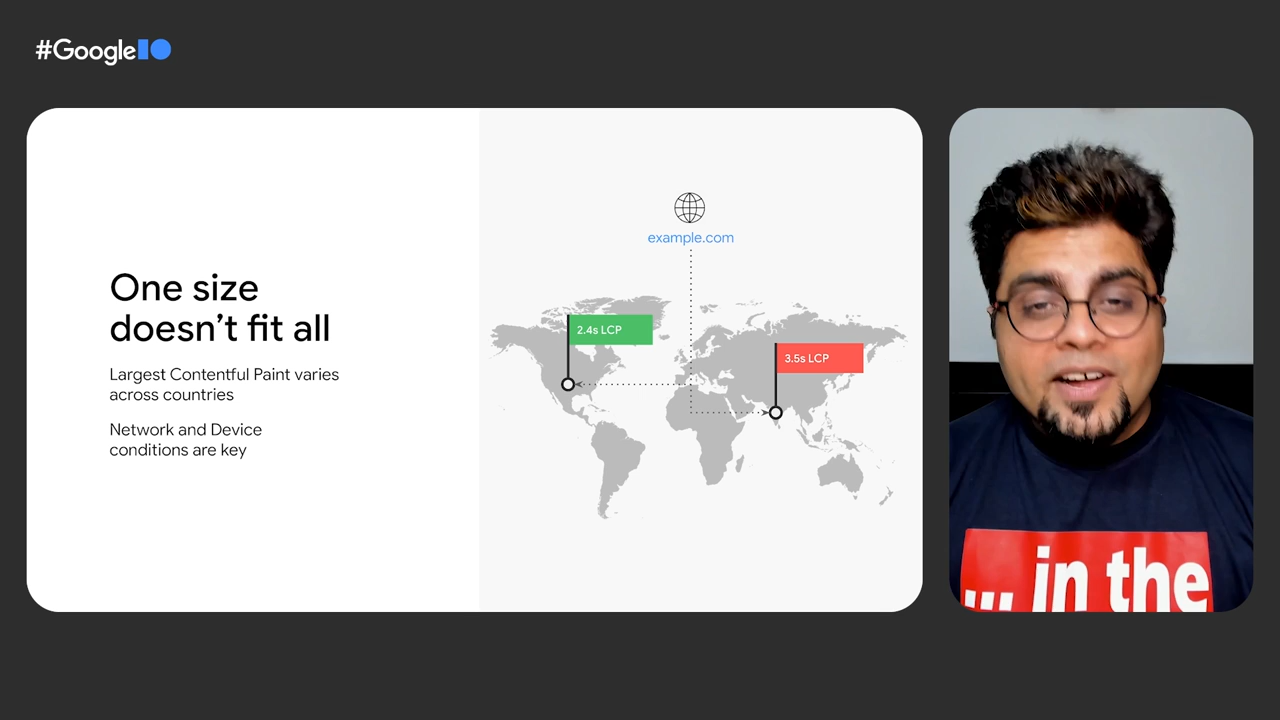 #GoogleIO
One size
doesn’t fit all
Largest Contentful Paint varies
across countries
Network and Device
conditions are key
example.com
2.4s LCP
3.5s LCP
... in the